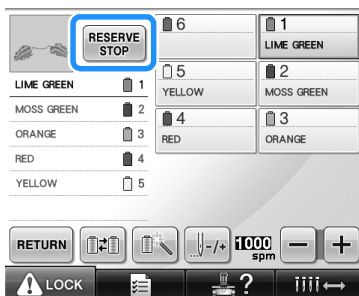 RESERVE
STOP
LIME GREEN 1
MOSS GREEN 2
ORANGE 3
RED 4
YELLOW 5
6
1
LIME GREEN
5
YELLOW
2
MOSS GREEN
4
RED
3
ORANGE
RETURN
-/+
1000
spm
− +
LOCK
?